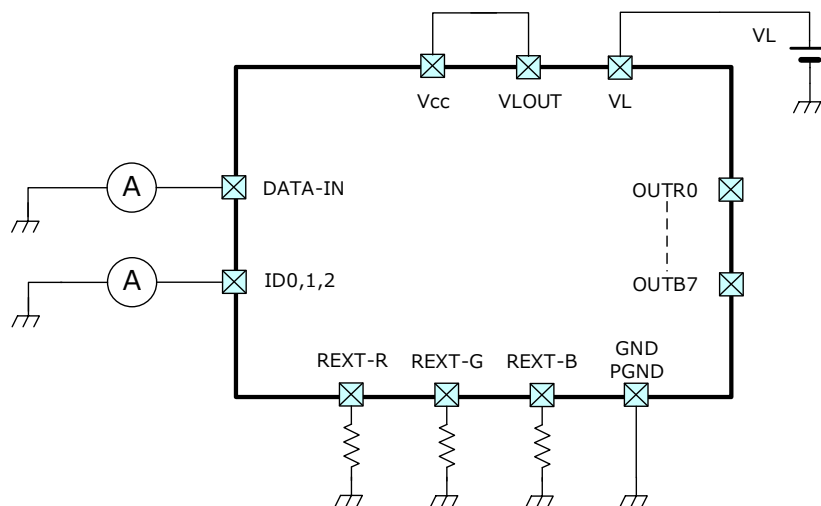 VL
Vcc
VLOUT
VL
A
DATA-IN
OUTR0
A
ID0,1,2
OUTB7
REXT-R
REXT-G
REXT-B
GND
PGND